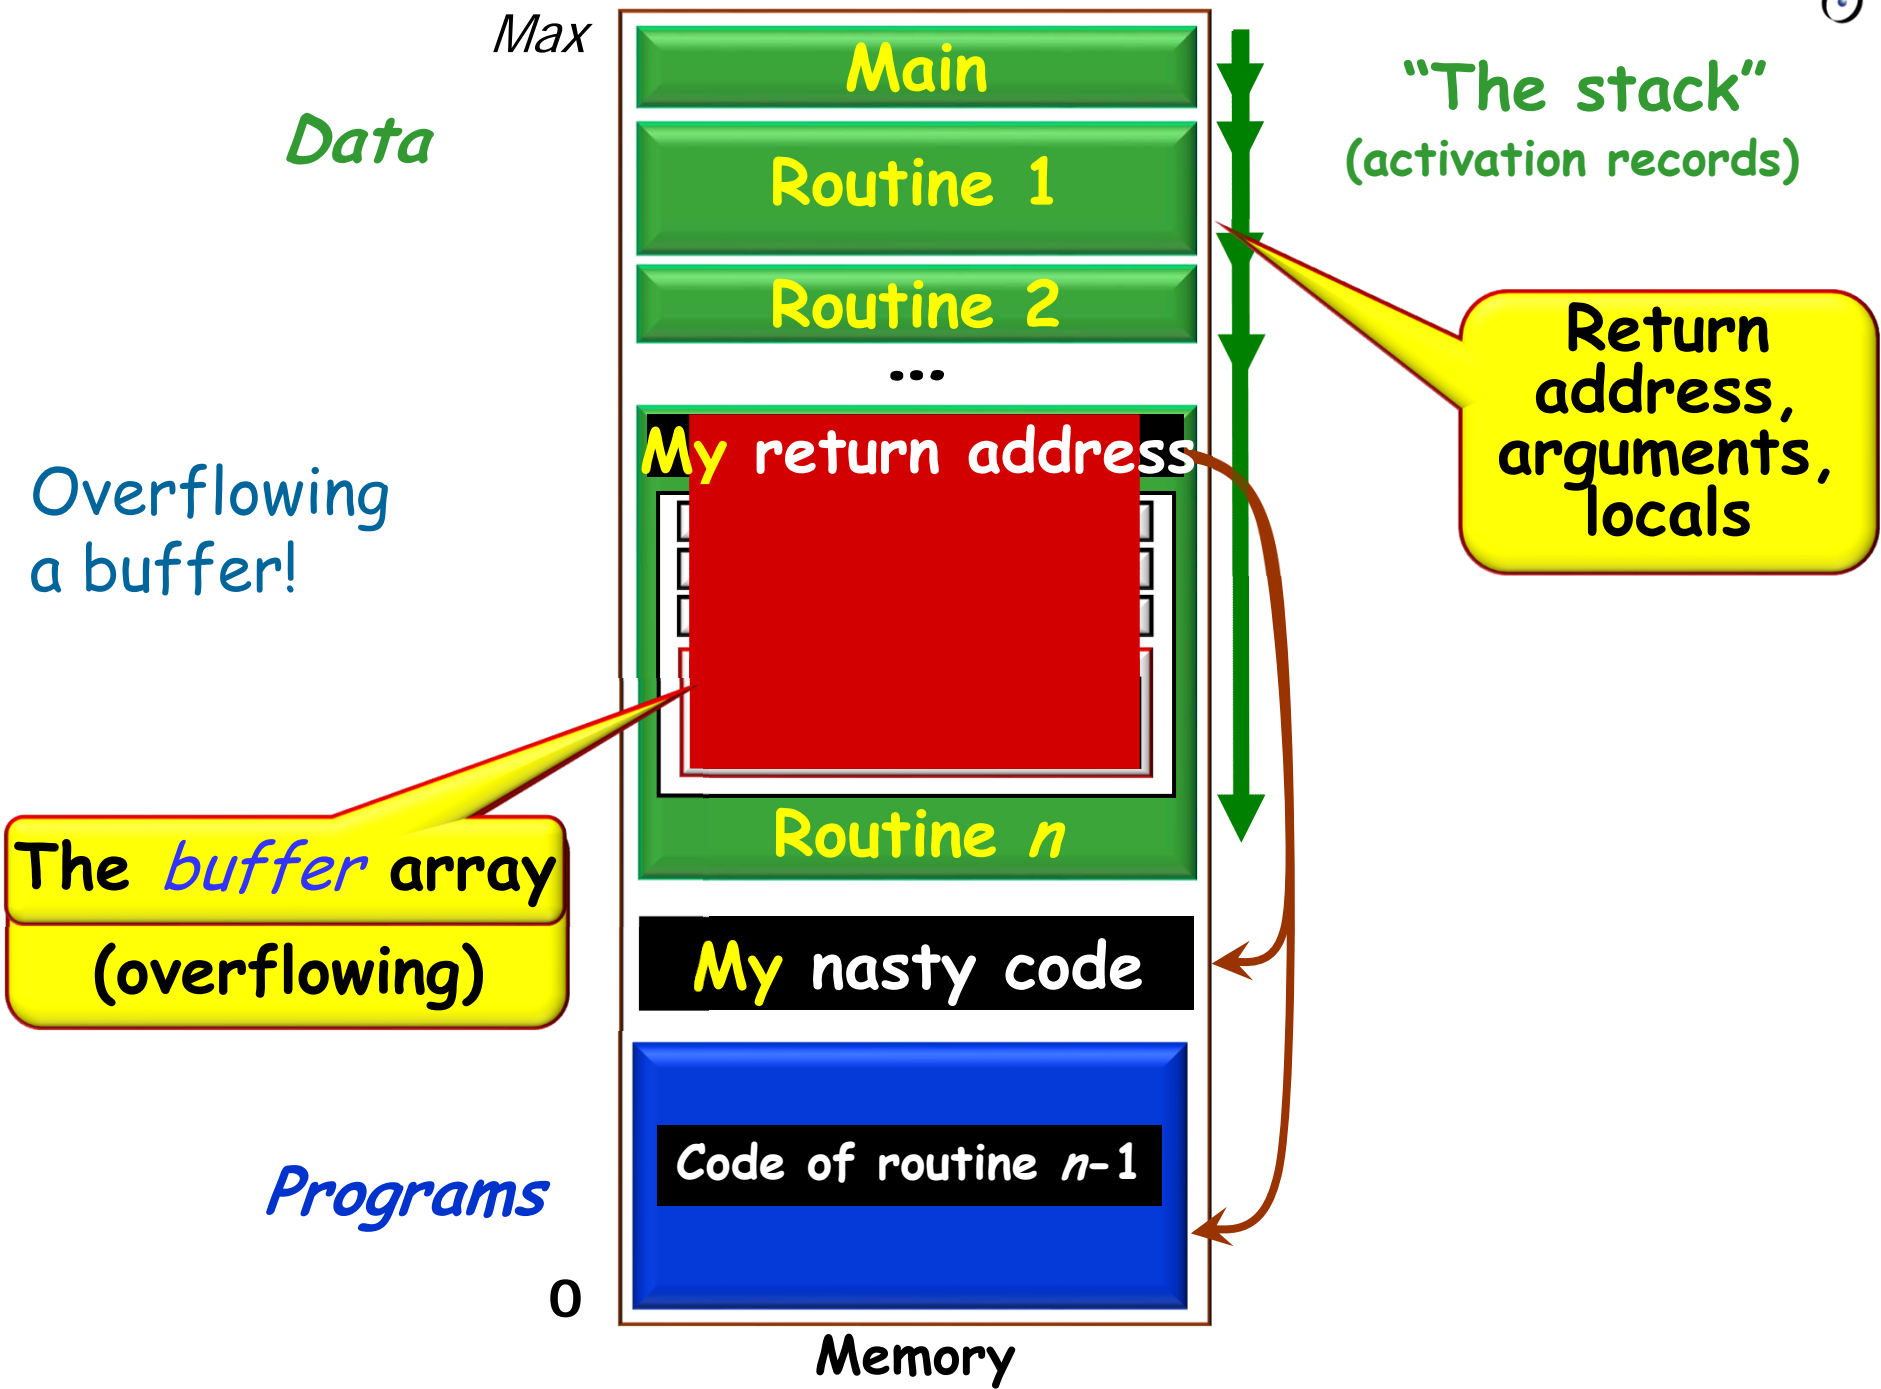 Max
Main
“The stack”
(activation records)
Data
Routine 1
Routine 2
...
Return
address,
arguments,
locals
My return address
Overflowing
a buffer!
Routine n
The buffer array
(overflowing)
My nasty code
Code of routine n-1
Programs
0
Memory